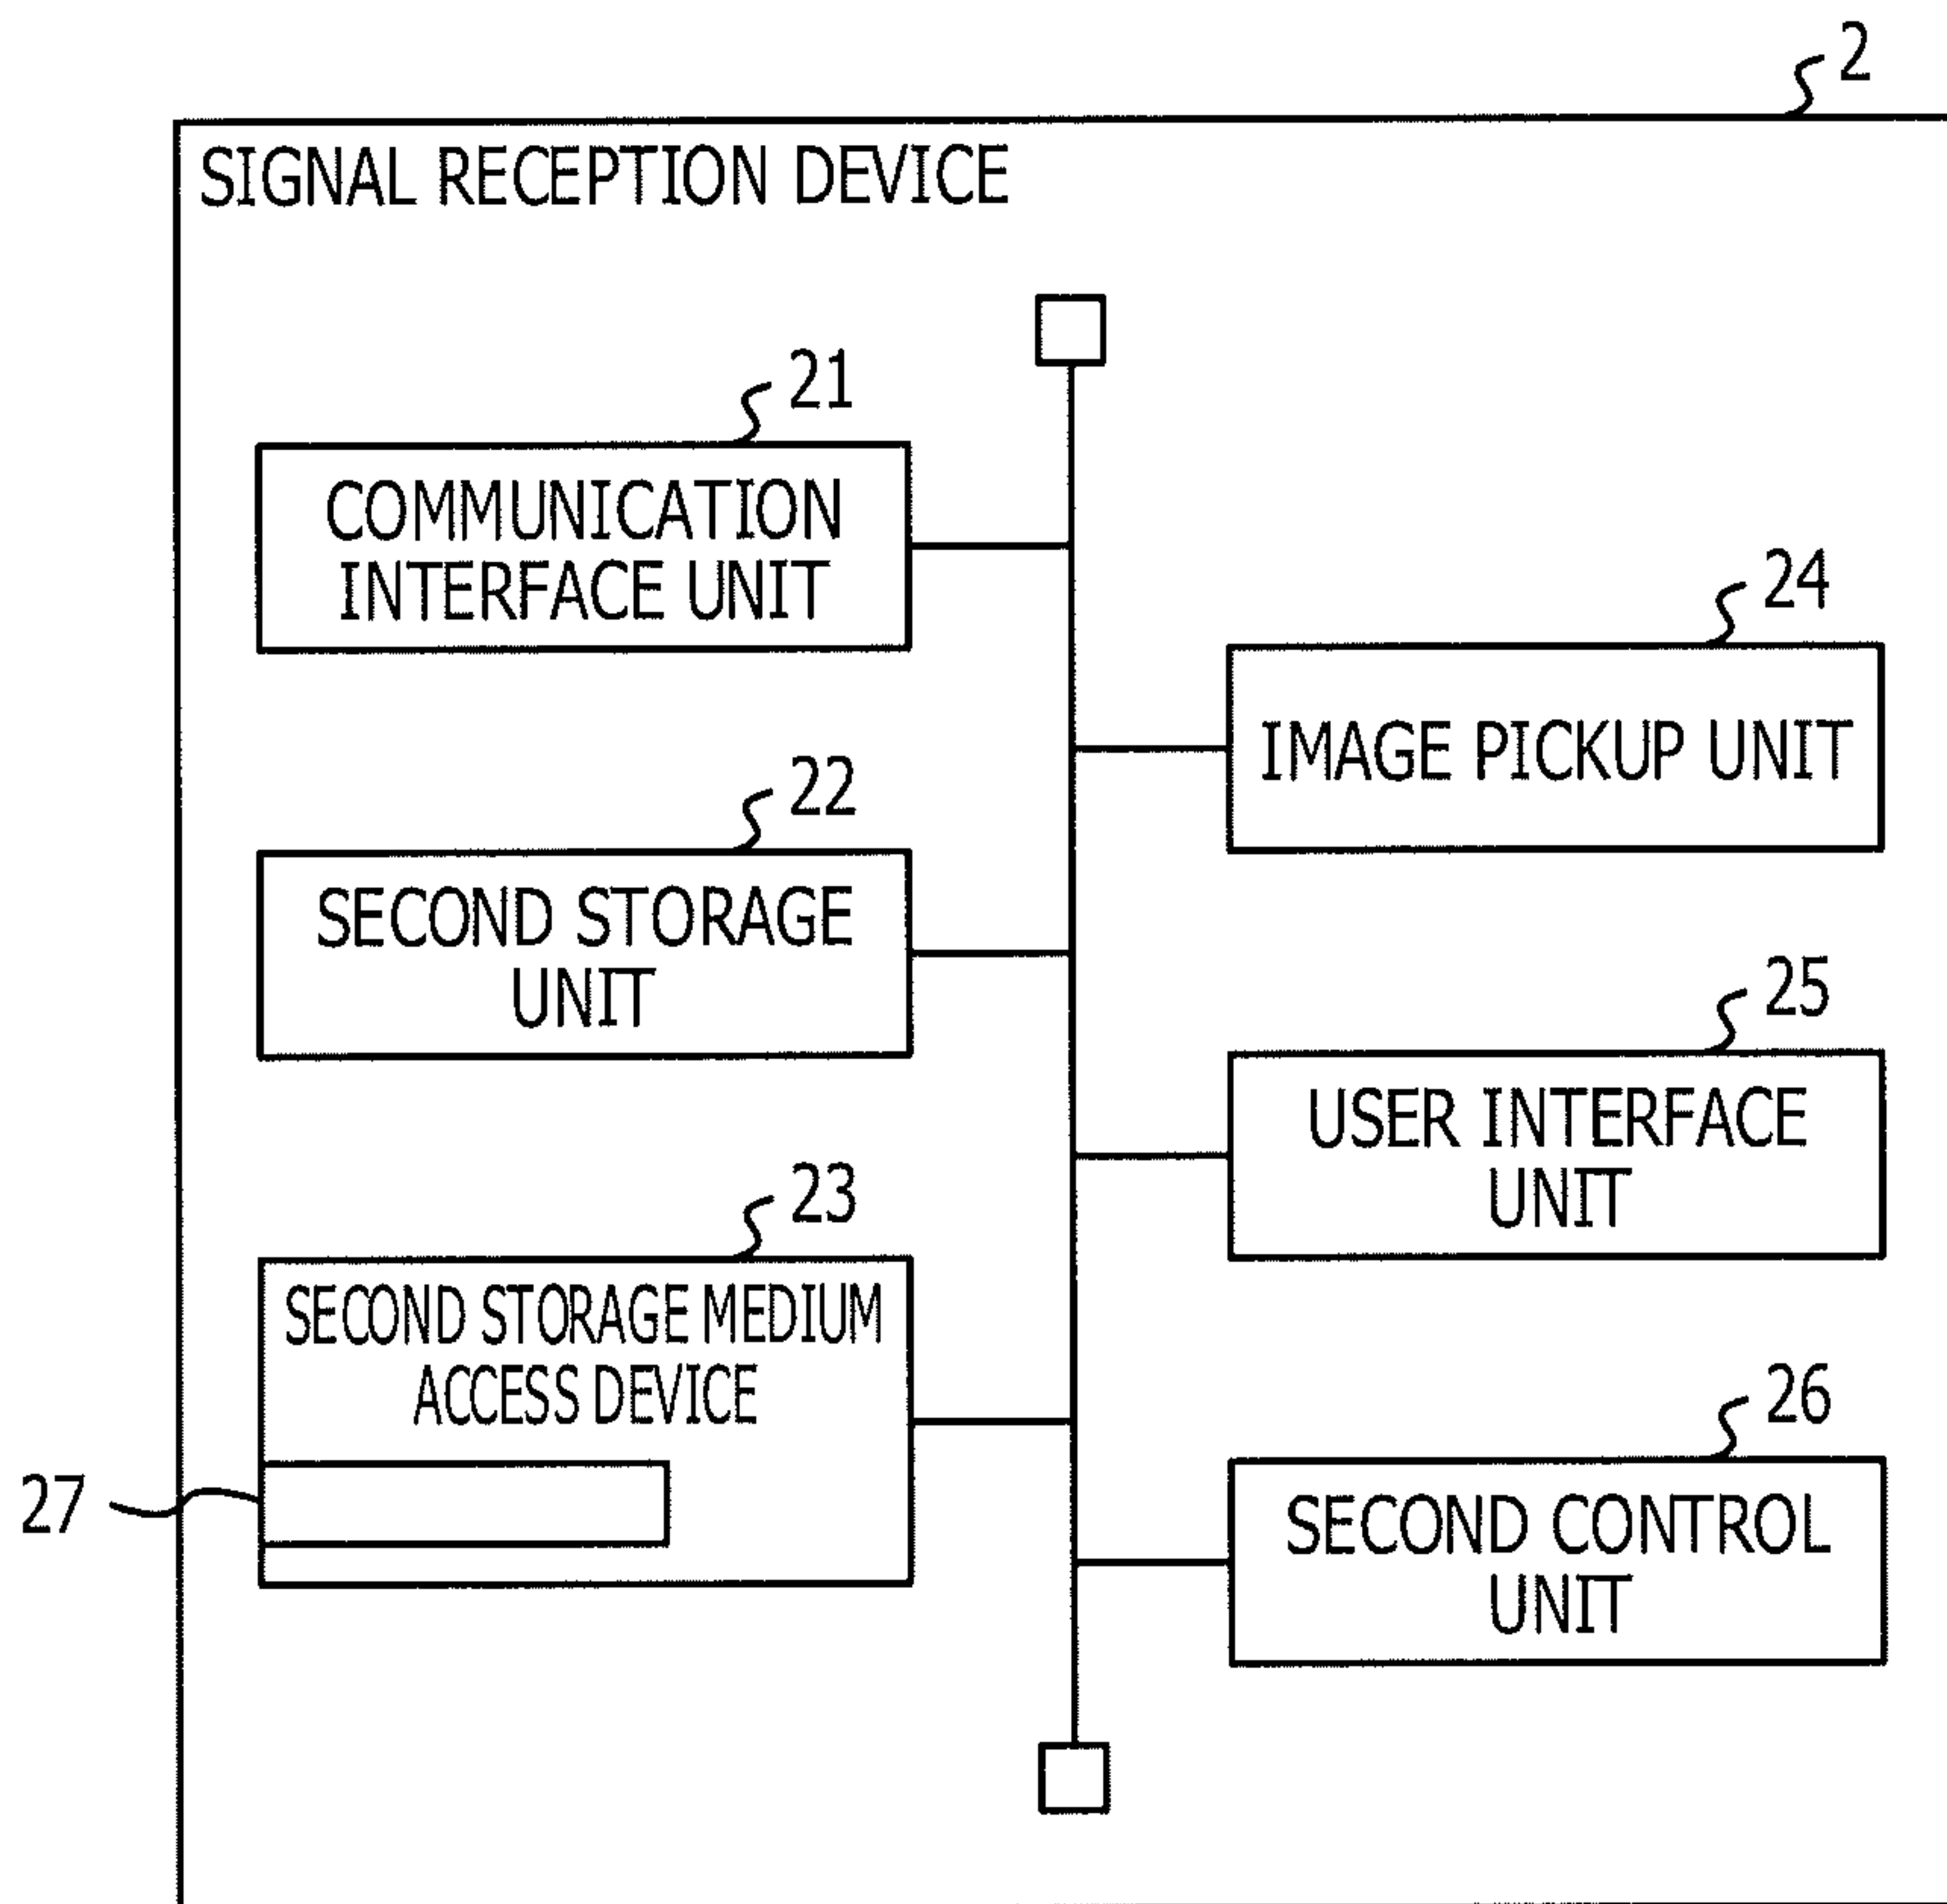 2
SIGNAL RECEPTION DEVICE
21
COMMUNICATION
INTERFACE UNIT
24
IMAGE PICKUP UNIT
22
SECOND STORAGE
UNIT
25
USER INTERFACE
UNIT
23
SECOND STORAGE MEDIUM
ACCESS DEVICE
27
26
SECOND CONTROL
UNIT